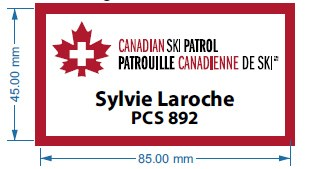 CANADIAN SKI PATROL
PATROUILLE CANADIENNE DE SKI
Sylvie Laroche
PCS 892
45.00 mm
85.00 mm